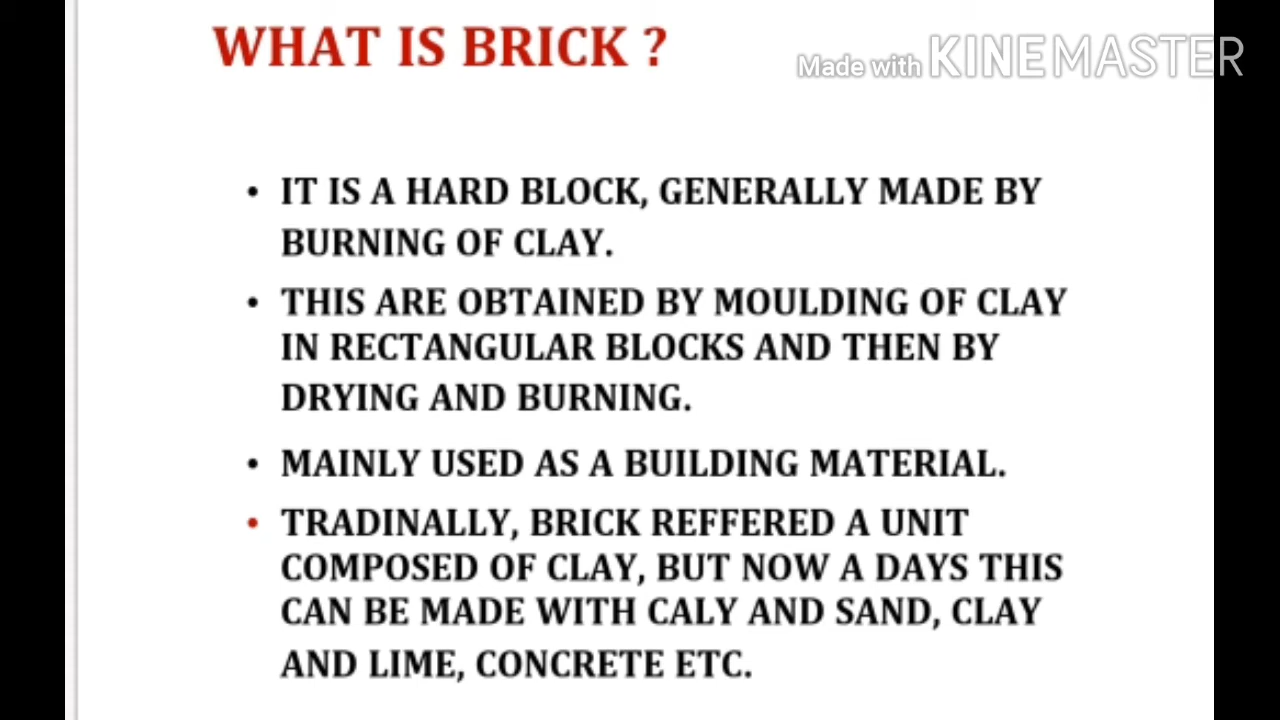 WHAT IS BRICK ?
Made with KINEMASTER
• IT IS A HARD BLOCK, GENERALLY MADE BY
BURNING OF CLAY.
• THIS ARE OBTAINED BY MOULDING OF CLAY
IN RECTANGULAR BLOCKS AND THEN BY
DRYING AND BURNING.
• MAINLY USED AS A BUILDING MATERIAL.
• TRADINALLY, BRICK REFFERED A UNIT
COMPOSED OF CLAY, BUT NOW A DAYS THIS
CAN BE MADE WITH CALY AND SAND, CLAY
AND LIME, CONCRETE ETC.